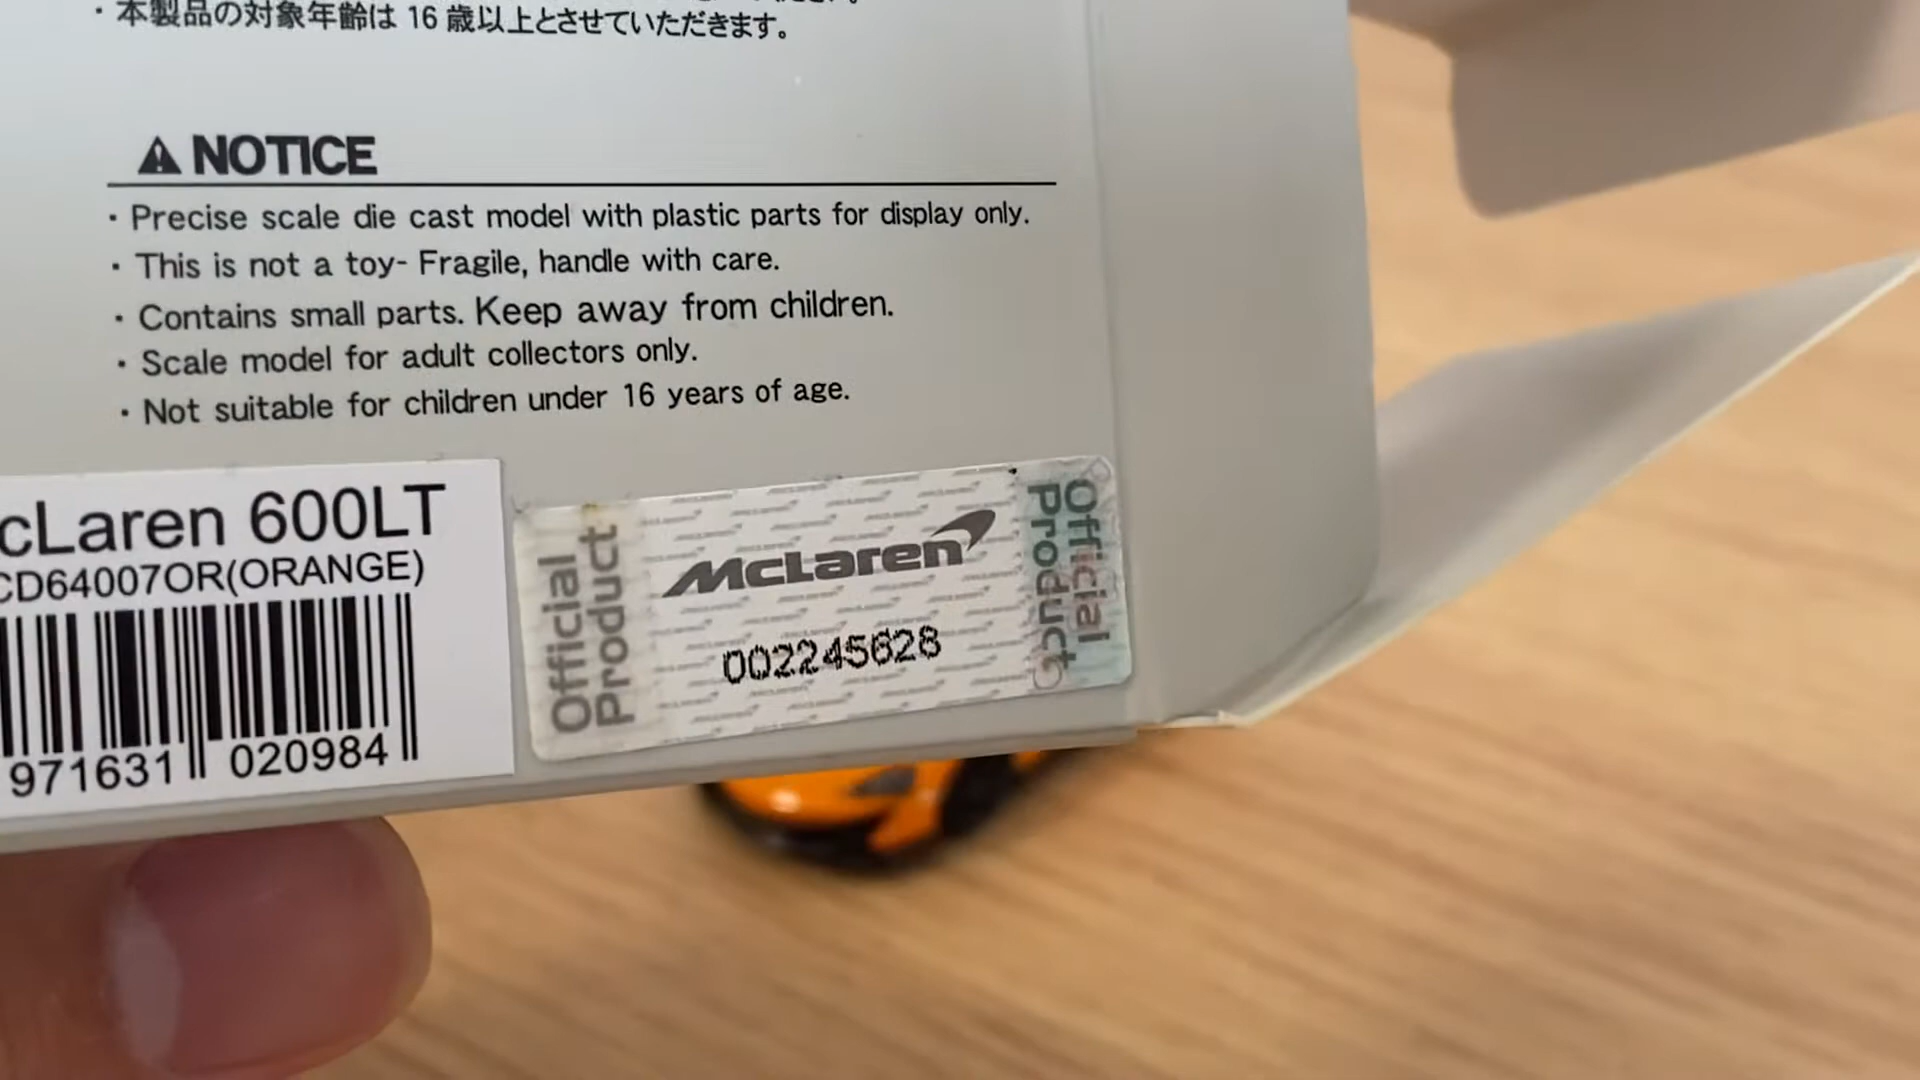 ・本製品の対象年齢は 16 歳以上とさせていただきます。
NOTICE
・Precise scale die cast model with plastic parts for display only.
・This is not a toy- Fragile, handle with care.
・Contains small parts. Keep away from children.
・Scale model for adult collectors only.
・Not suitable for children under 16 years of age.
cLaren 600LT
CD64007OR(ORANGE)
971631 020984
Official
Product
McLaren
002245628
Official
Product